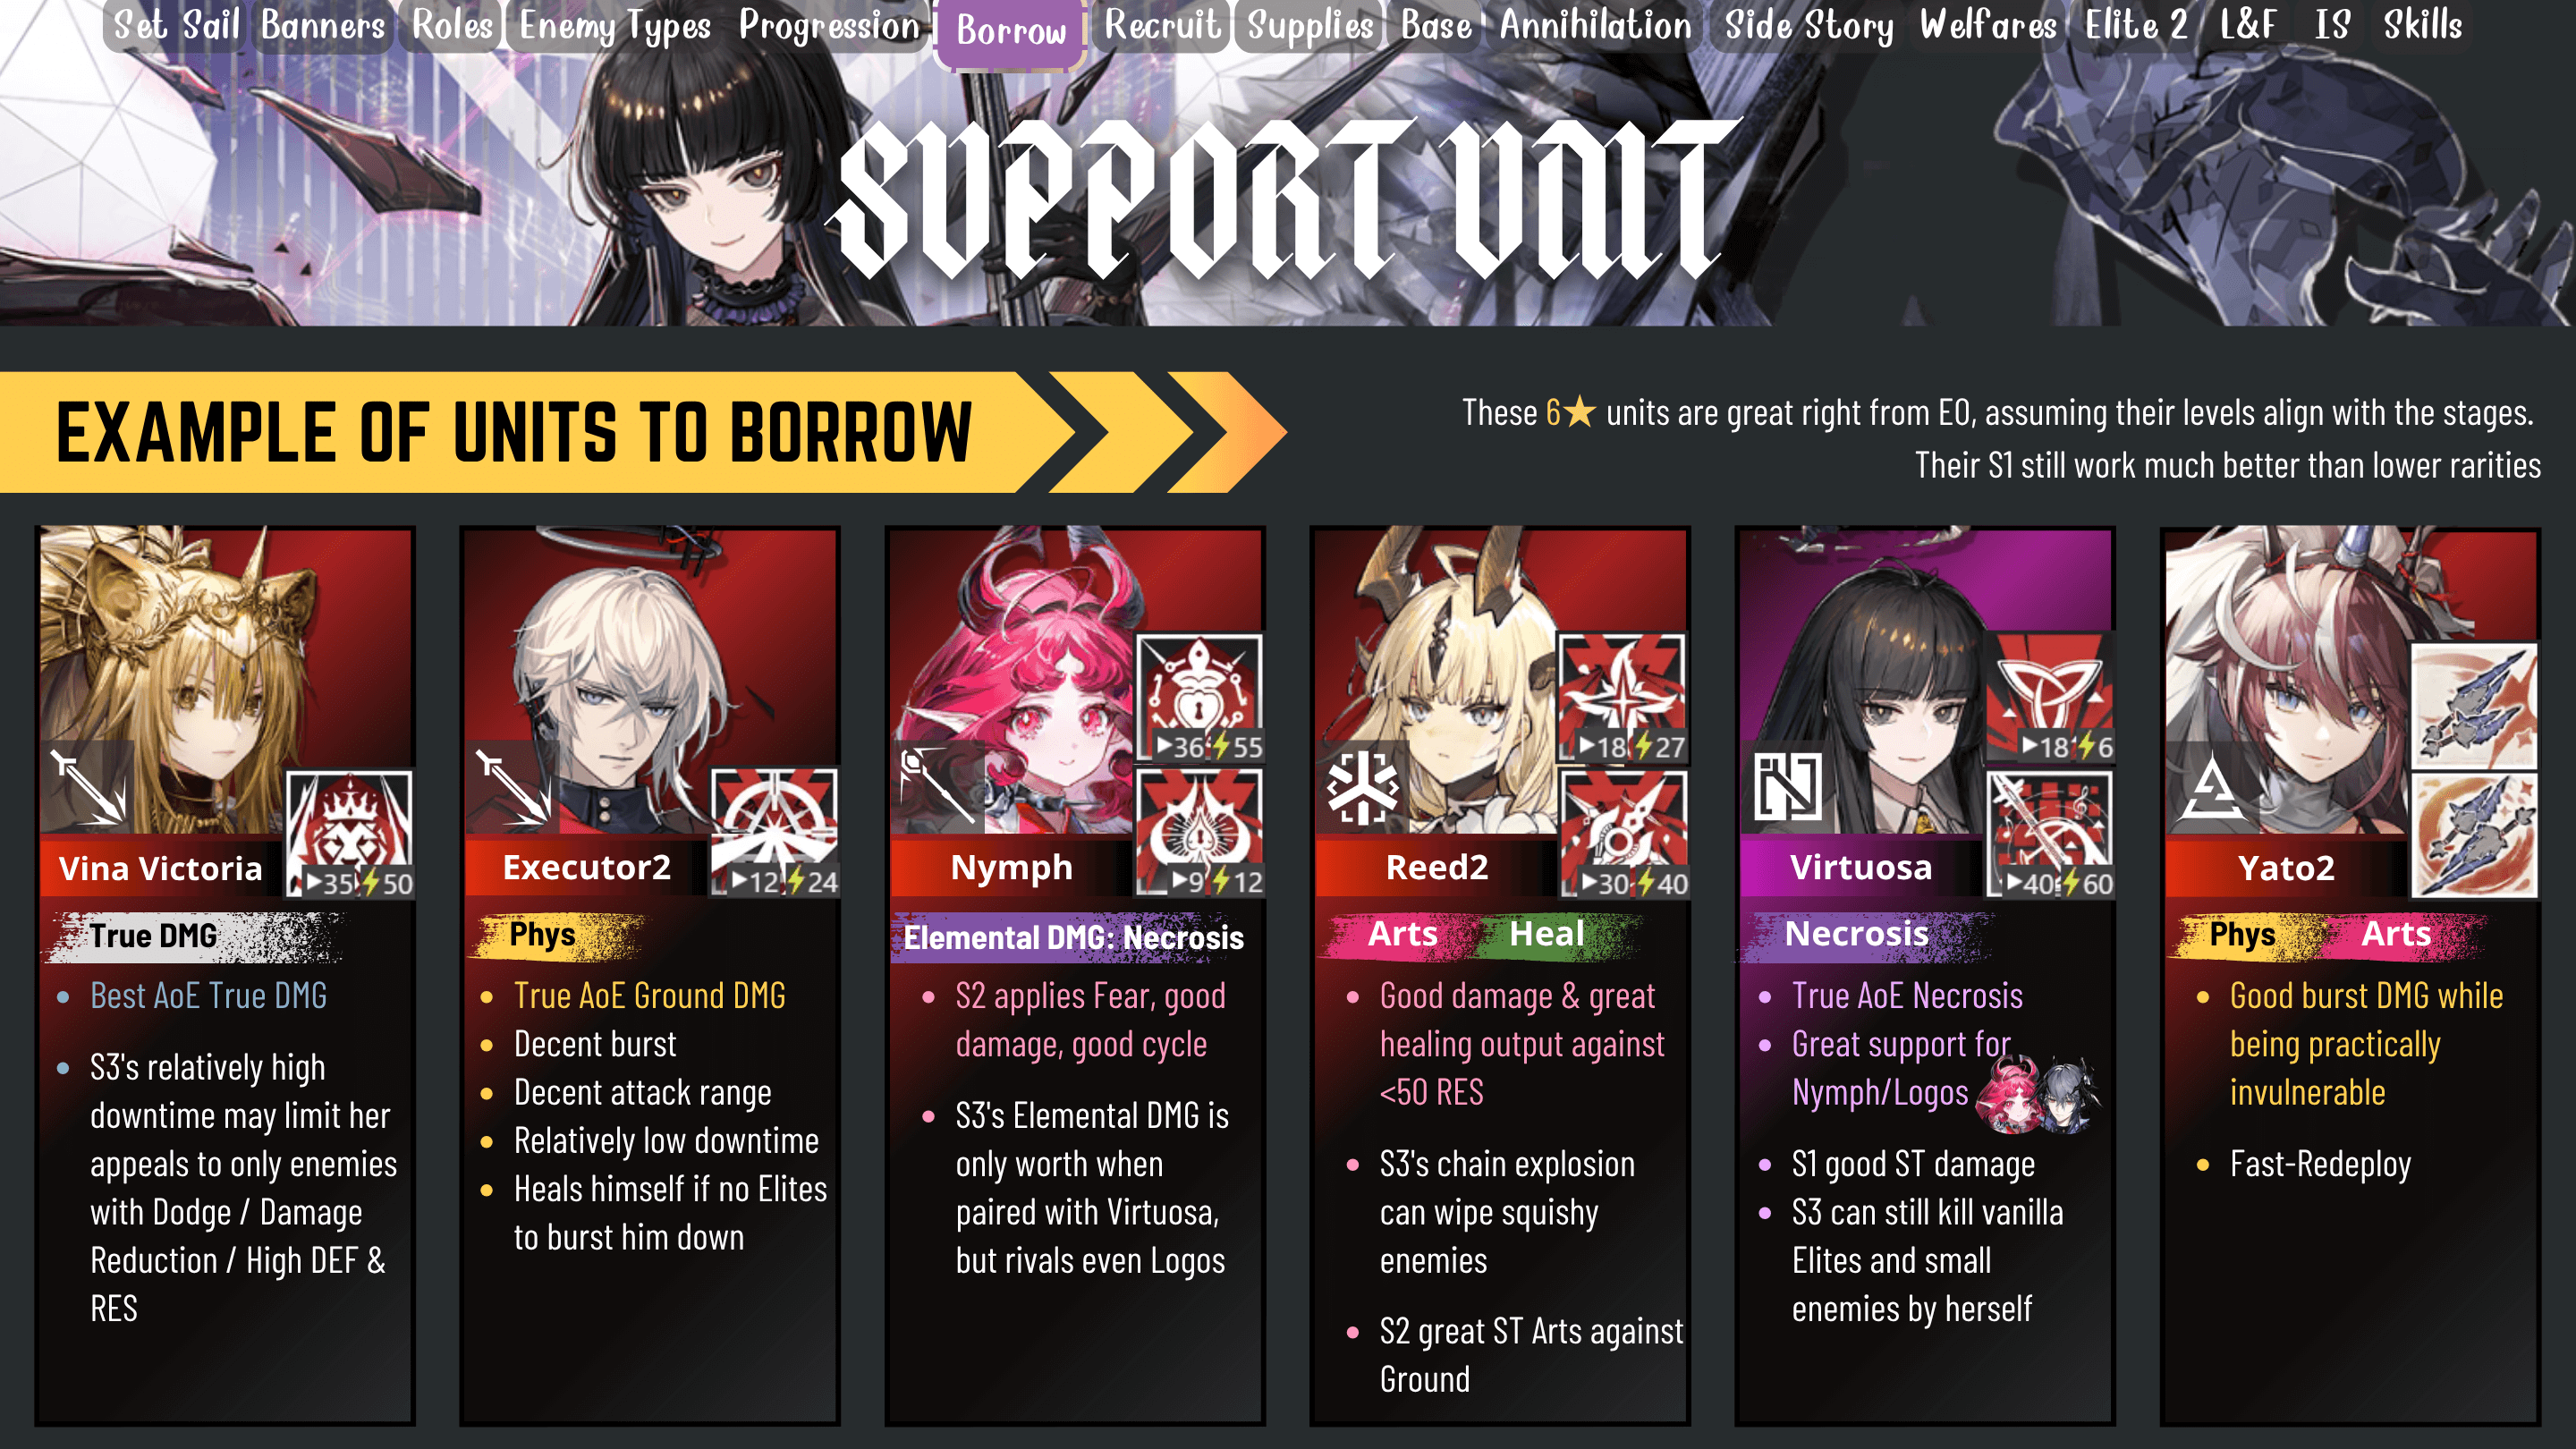 Set Sail Banners Roles Enemy Types Progression Borrow Recruit Supplies Base Annihilation Side Story Welfares Elite 2 L&F IS Skills
SUPPORT UNIT
EXAMPLE OF UNITS TO BORROW
These 6★ units are great right from E0, assuming their levels align with the stages.
Their S1 still work much better than lower rarities
▶35⚡50
Vina Victoria
True DMG
• Best AoE True DMG
• S3's relatively high
downtime may limit her
appeals to only enemies
with Dodge / Damage
Reduction / High DEF &
RES
▶12⚡24
Executor2
Phys
• True AoE Ground DMG
• Decent burst
• Decent attack range
• Relatively low downtime
• Heals himself if no Elites
to burst him down
▶36⚡55
▶9⚡12
Nymph
Elemental DMG: Necrosis
• S2 applies Fear, good
damage, good cycle
• S3's Elemental DMG is
only worth when
paired with Virtuosa,
but rivals even Logos
▶18⚡27
▶30⚡40
Reed2
Arts Heal
• Good damage & great
healing output against
<50 RES
• S3's chain explosion
can wipe squishy
enemies
• S2 great ST Arts against
Ground
▶18⚡6
▶40⚡60
Virtuosa
Necrosis
• True AoE Necrosis
• Great support for
Nymph/Logos
• S1 good ST damage
• S3 can still kill vanilla
Elites and small
enemies by herself
Yato2
Phys Arts
• Good burst DMG while
being practically
invulnerable
• Fast-Redeploy